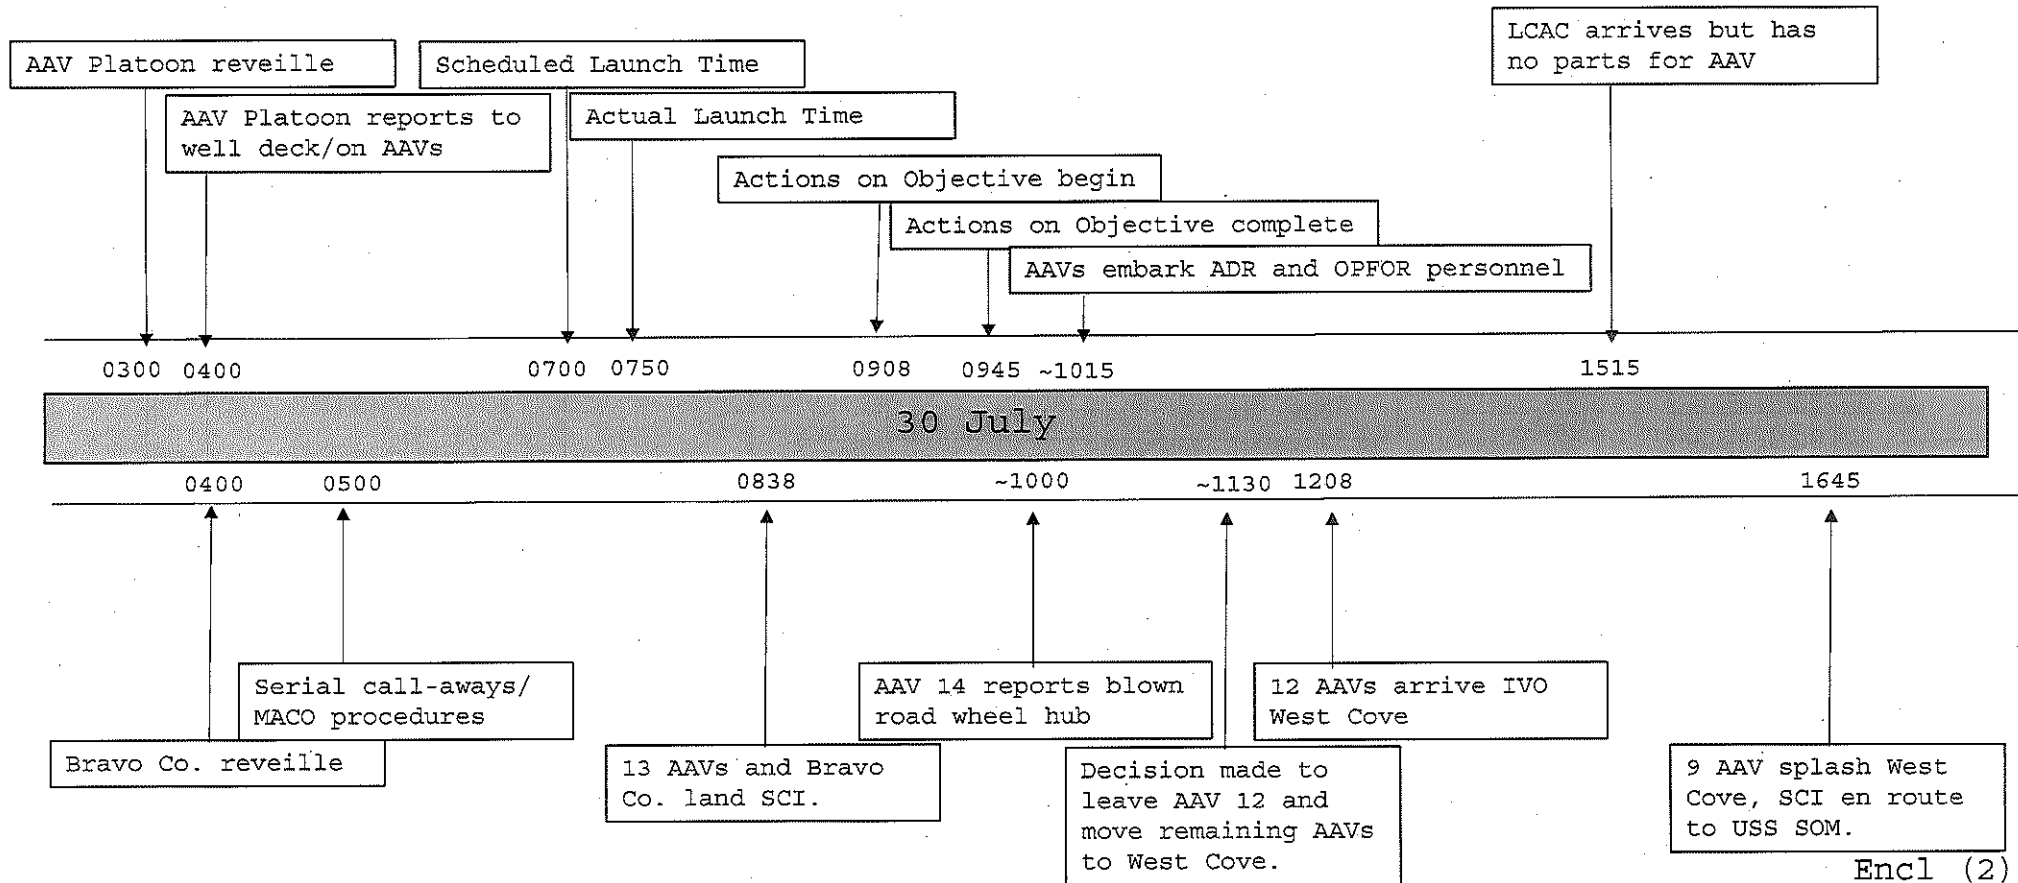 LCAC arrives but has
no parts for AAV
AAV Platoon reveille
Scheduled Launch Time
AAV Platoon reports to
well deck/on AAVs
Actual Launch Time
Actions on Objective begin
Actions on Objective complete
AAVs embark ADR and OPFOR personnel
0300 0400 0700 0750 0908 0945 ~1015 1515
30 July
0400 0500 0838 ~1000 ~1130 1208 1645
Serial call-aways/
MACO procedures
AAV 14 reports blown
road wheel hub
12 AAVs arrive IVO
West Cove
Bravo Co. reveille
13 AAVs and Bravo
Co. land SCI.
Decision made to
leave AAV 12 and
move remaining AAVs
to West Cove.
9 AAV splash West
Cove, SCI en route
to USS SOM.
Encl (2)